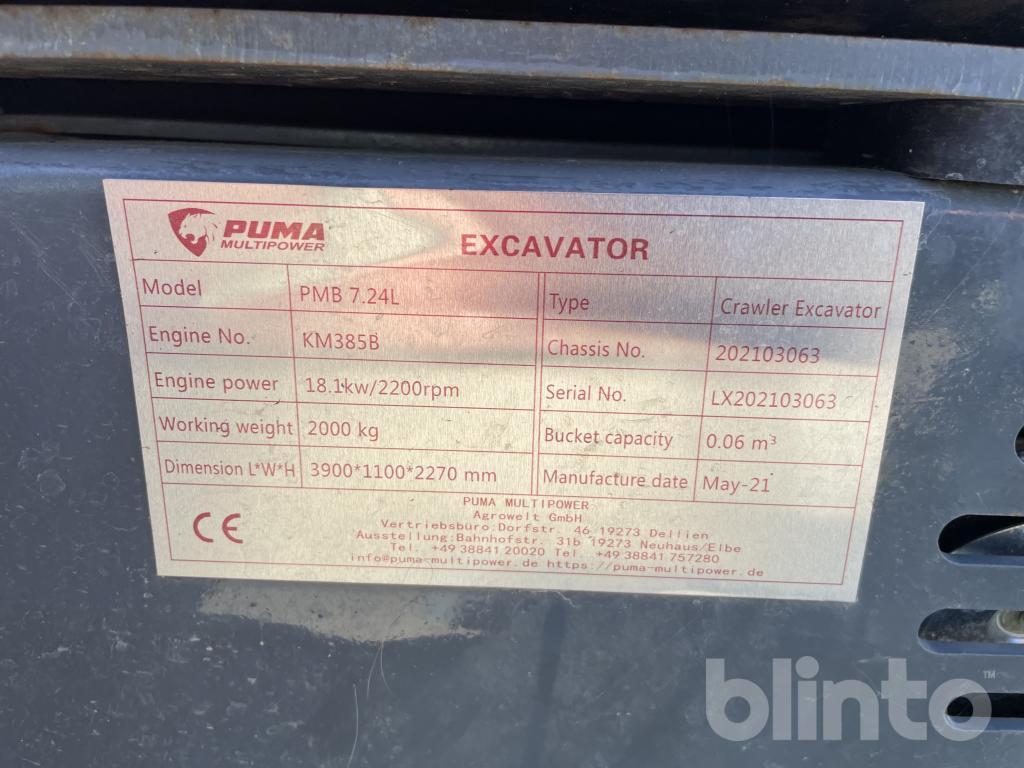 PUMA
MULTIPOWER
EXCAVATOR
Model PMB 7.24L Type Crawler Excavator
Engine No. KM385B Chassis No. 202103063
Engine power 18.1kw/2200rpm Serial No. LX202103063
Working weight 2000 kg Bucket capacity 0.06 m³
Dimension L*W*H 3900*1100*2270 mm Manufacture date May-21
CE
PUMA MULTIPOWER
Agrowelt GmbH
Vertriebsbüro:Dorfstr. 46 19273 Dellien
Ausstellung:Bahnhofstr. 31b 19273 Neuhaus/Elbe
Tel. +49 38841 20020 Tel. +49 38841 757280
info@puma-multipower.de https://puma-multipower.de
blinto™